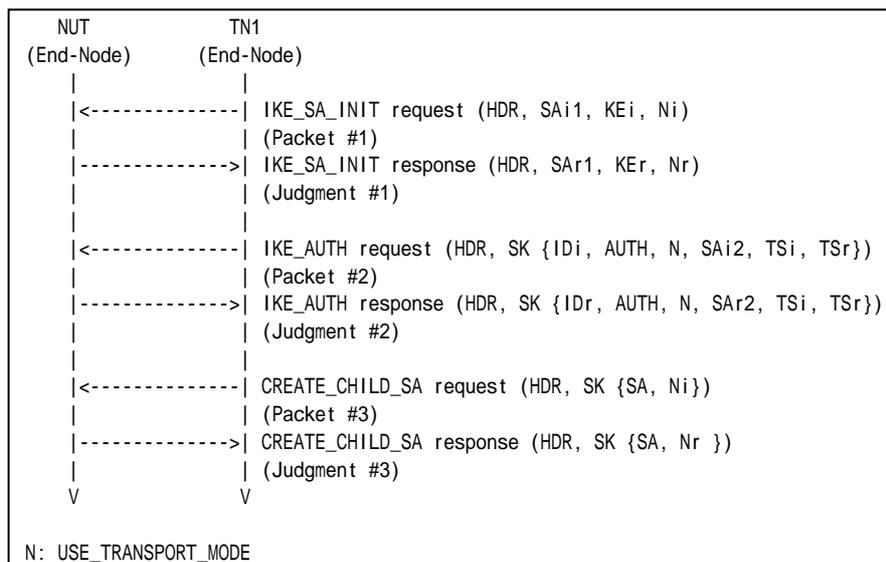 NUT TN1
(End-Node) (End-Node)
| |
|<--------------| IKE_SA_INIT request (HDR, SAi1, KEi, Ni)
| | (Packet #1)
|-------------->| IKE_SA_INIT response (HDR, SAr1, KEr, Nr)
| | (Judgment #1)
| |
|<--------------| IKE_AUTH request (HDR, SK {IDi, AUTH, N, SAi2, TSi, TSr})
| | (Packet #2)
|-------------->| IKE_AUTH response (HDR, SK {IDr, AUTH, N, SAr2, TSi, TSr})
| | (Judgment #2)
| |
|<--------------| CREATE_CHILD_SA request (HDR, SK {SA, Ni})
| | (Packet #3)
|-------------->| CREATE_CHILD_SA response (HDR, SK {SA, Nr })
| | (Judgment #3)
V V
N: USE_TRANSPORT_MODE